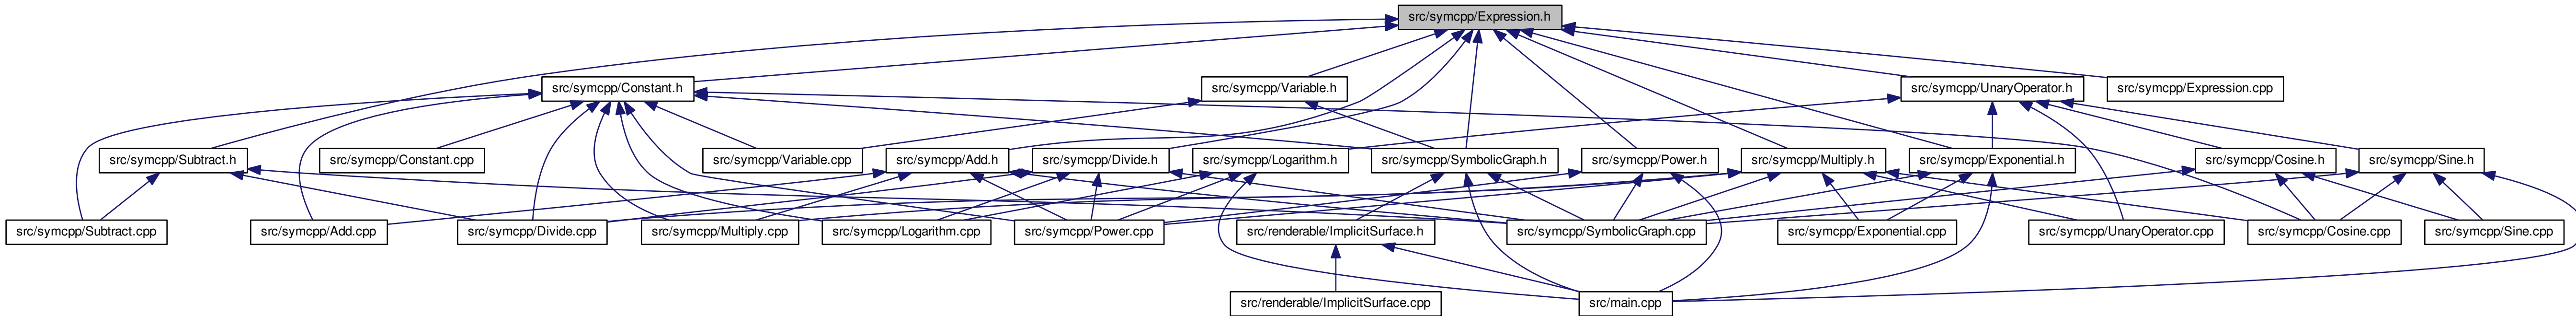 src/symcpp/Expression.h
src/symcpp/Constant.h
src/symcpp/Variable.h
src/symcpp/UnaryOperator.h
src/symcpp/Expression.cpp
src/symcpp/Subtract.h
src/symcpp/Constant.cpp
src/symcpp/Variable.cpp
src/symcpp/Add.h
src/symcpp/Divide.h
src/symcpp/Logarithm.h
src/symcpp/SymbolicGraph.h
src/symcpp/Power.h
src/symcpp/Multiply.h
src/symcpp/Exponential.h
src/symcpp/Cosine.h
src/symcpp/Sine.h
src/symcpp/Subtract.cpp
src/symcpp/Add.cpp
src/symcpp/Divide.cpp
src/symcpp/Multiply.cpp
src/symcpp/Logarithm.cpp
src/symcpp/Power.cpp
src/renderable/ImplicitSurface.h
src/symcpp/SymbolicGraph.cpp
src/symcpp/Exponential.cpp
src/symcpp/UnaryOperator.cpp
src/symcpp/Cosine.cpp
src/symcpp/Sine.cpp
src/renderable/ImplicitSurface.cpp
src/main.cpp